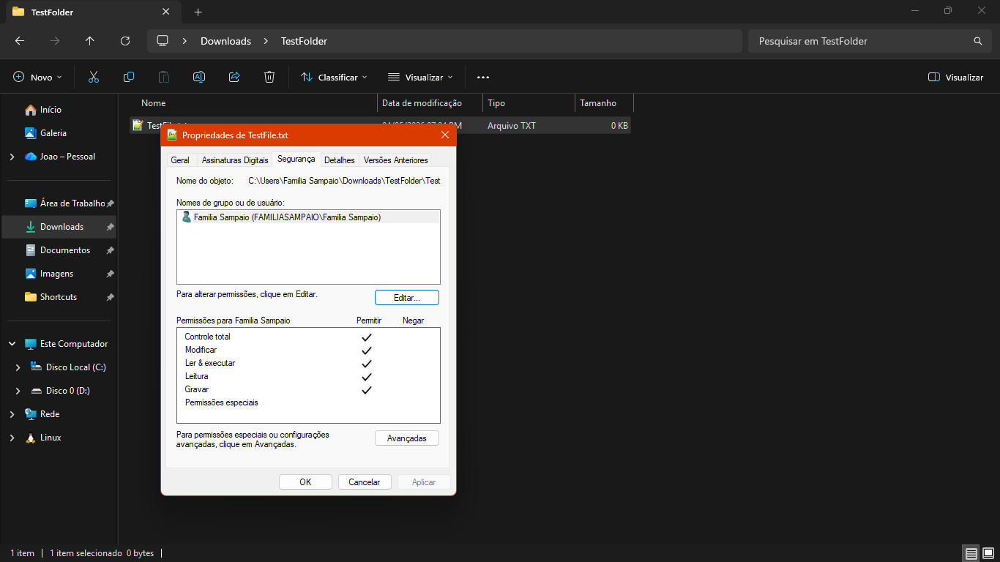 TestFolder
Downloads
TestFolder
Pesquisar em TestFolder
Novo
Classificar
Visualizar
Visualizar
Início
Galeria
Joao – Pessoal
Área de Trabalho
Downloads
Documentos
Imagens
Shortcuts
Este Computador
Disco Local (C:)
Disco 0 (D:)
Rede
Linux
Nome
Data de modificação
Tipo
Tamanho
Arquivo TXT
0 KB
Propriedades de TestFile.txt
Geral
Assinaturas Digitais
Segurança
Detalhes
Versões Anteriores
Nome do objeto:
C:\Users\Familia Sampaio\Downloads\TestFolder\Test
Nomes de grupo ou de usuário:
Familia Sampaio (FAMILIASAMPAIO\Familia Sampaio)
Para alterar permissões, clique em Editar.
Editar...
Permissões para Familia Sampaio
Permitir
Negar
Controle total
Modificar
Ler & executar
Leitura
Gravar
Permissões especiais
Para permissões especiais ou configurações
avançadas, clique em Avançadas.
Avançadas
OK
Cancelar
Aplicar
1 item
1 item selecionado 0 bytes